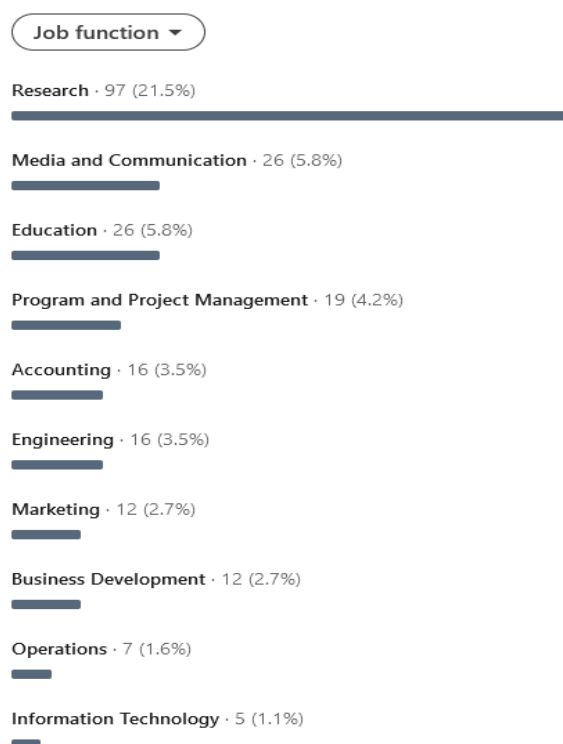 Job function
Research · 97 (21.5%)
Media and Communication · 26 (5.8%)
Education · 26 (5.8%)
Program and Project Management · 19 (4.2%)
Accounting · 16 (3.5%)
Engineering · 16 (3.5%)
Marketing · 12 (2.7%)
Business Development · 12 (2.7%)
Operations · 7 (1.6%)
Information Technology · 5 (1.1%)